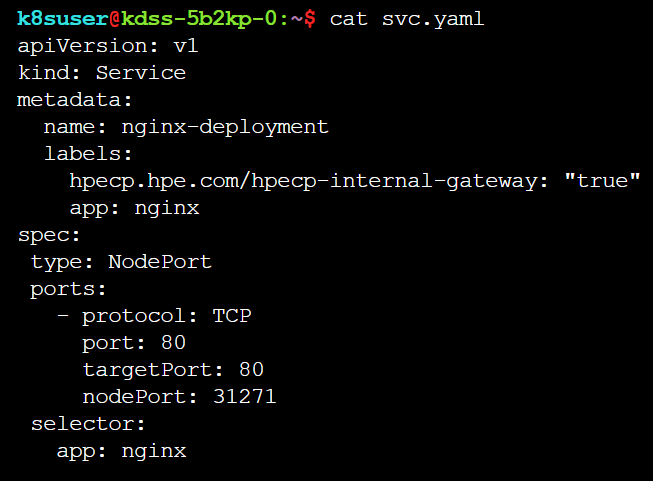 k8suser@kdss-5b2kp-0:~$ cat svc.yaml
apiVersion: v1
kind: Service
metadata:
  name: nginx-deployment
  labels:
    hpecp.hpe.com/hpecp-internal-gateway: "true"
    app: nginx
spec:
 type: NodePort
 ports:
   - protocol: TCP
     port: 80
     targetPort: 80
     nodePort: 31271
 selector:
   app: nginx